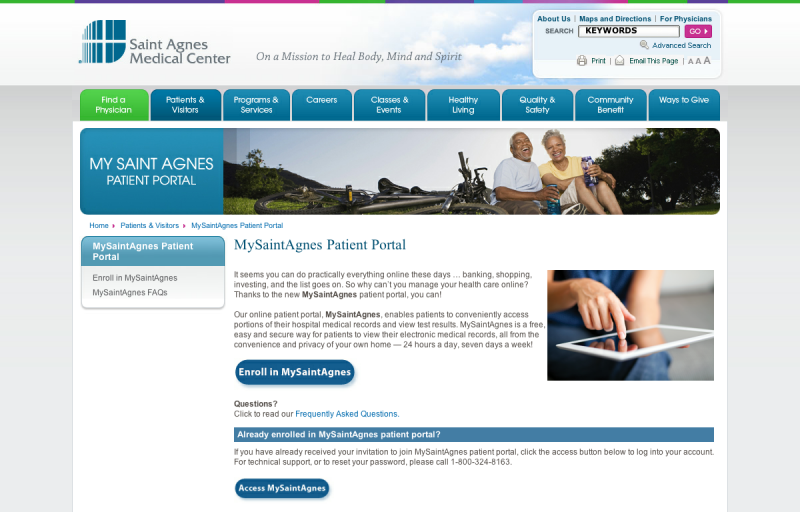 About Us | Maps and Directions | For Physicians
SEARCH KEYWORDS GO
Advanced Search
Print | Email This Page | A A A
Saint Agnes
Medical Center
On a Mission to Heal Body, Mind and Spirit
Find a
Physician
Patients &
Visitors
Programs &
Services
Careers
Classes &
Events
Healthy
Living
Quality &
Safety
Community
Benefit
Ways to Give
MY SAINT AGNES
PATIENT PORTAL
Home Patients & Visitors MySaintAgnes Patient Portal
MySaintAgnes Patient
Portal
Enroll in MySaintAgnes
MySaintAgnes FAQs
MySaintAgnes Patient Portal
It seems you can do practically everything online these days … banking, shopping,
investing, and the list goes on. So why can't you manage your health care online?
Thanks to the new MySaintAgnes patient portal, you can!
Our online patient portal, MySaintAgnes, enables patients to conveniently access
portions of their hospital medical records and view test results. MySaintAgnes is a free,
easy and secure way for patients to view their electronic medical records, all from the
convenience and privacy of your own home — 24 hours a day, seven days a week!
Enroll in MySaintAgnes
Questions?
Click to read our Frequently Asked Questions.
Already enrolled in MySaintAgnes patient portal?
If you have already received your invitation to join MySaintAgnes patient portal, click the access button below to log into your account.
For technical support, or to reset your password, please call 1-800-324-8163.
Access MySaintAgnes